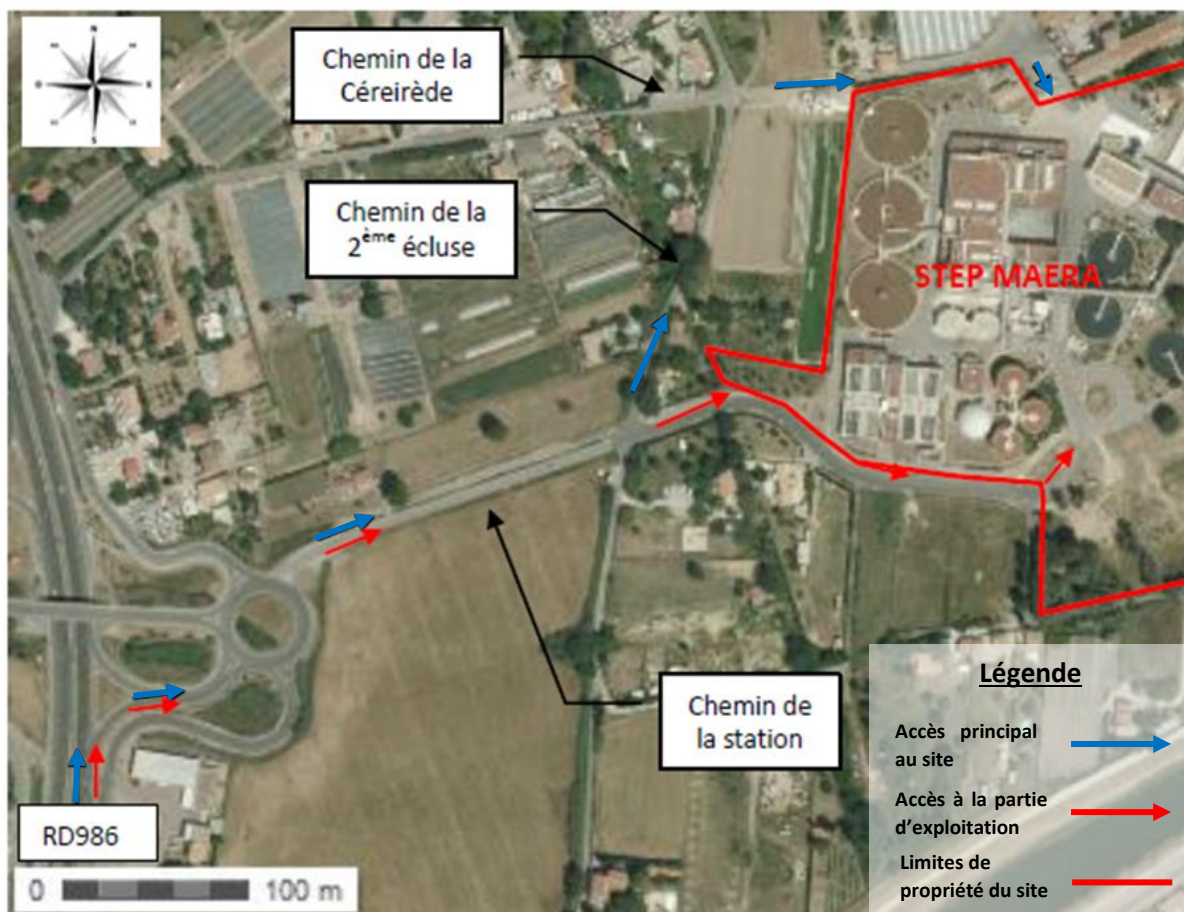 N
O
E
S
Chemin de la
Céreirède
Chemin de la
2ème écluse
STEP MAERA
Chemin de
la station
RD986
0 100 m
Légende
Accès principal
au site
Accès à la partie
d’exploitation
Limites de
propriété du site